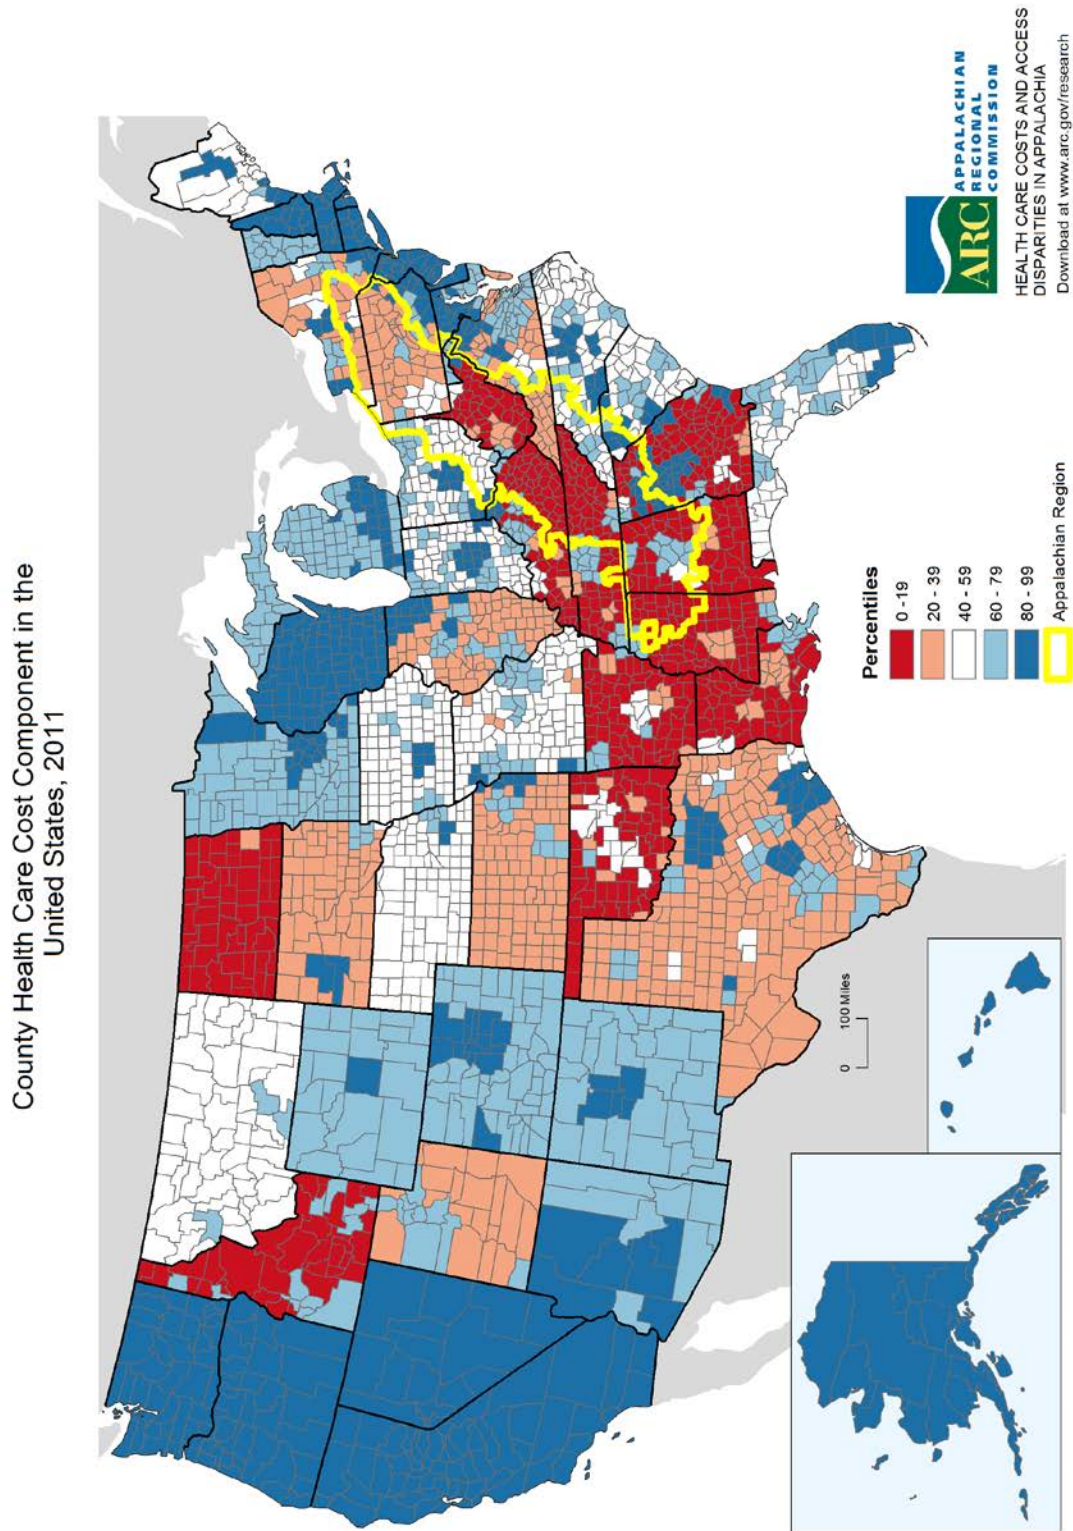 County Health Care Cost Component in the
United States, 2011
ARC
APPALACHIAN
REGIONAL
COMMISSION
HEALTH CARE COSTS AND ACCESS
DISPARITIES IN APPALACHIA
Download at www.arc.gov/research
Percentiles
0 - 19
20 - 39
40 - 59
60 - 79
80 - 99
Appalachian Region
0 100 Miles